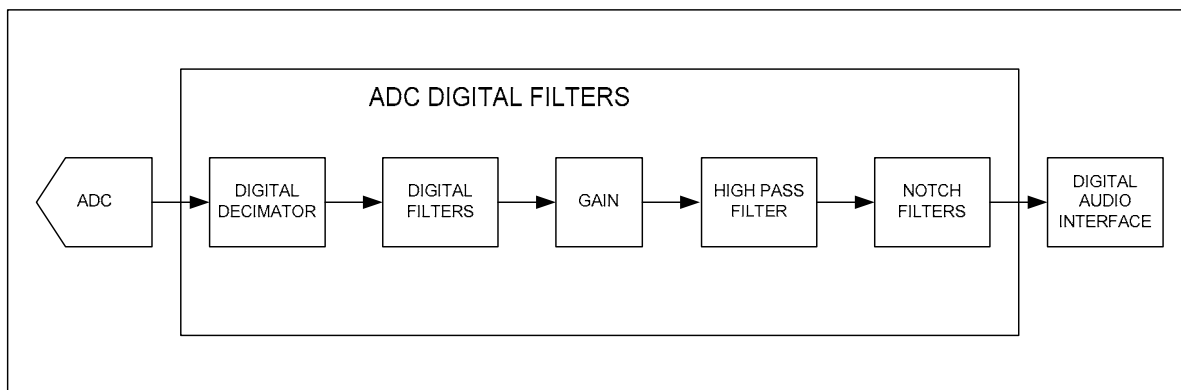 ADC DIGITAL FILTERS
ADC
DIGITAL
DECIMATOR
DIGITAL
FILTERS
GAIN
HIGH PASS
FILTER
NOTCH
FILTERS
DIGITAL
AUDIO
INTERFACE